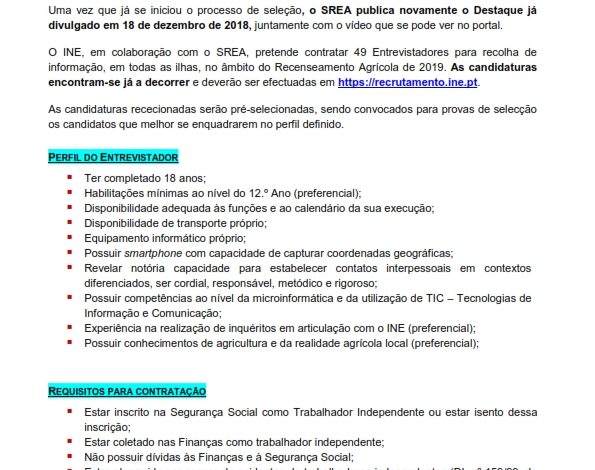 Uma vez que já se iniciou o processo de seleção, o SREA publica novamente o Destaque já
divulgado em 18 de dezembro de 2018, juntamente com o vídeo que se pode ver no portal.
O INE, em colaboração com o SREA, pretende contratar 49 Entrevistadores para recolha de
informação, em todas as ilhas, no âmbito do Recenseamento Agrícola de 2019. As candidaturas
encontram-se já a decorrer e deverão ser efectuadas em https://recrutamento.ine.pt.
As candidaturas rececionadas serão pré-selecionadas, sendo convocados para provas de selecção
os candidatos que melhor se enquadrarem no perfil definido.
PERFIL DO ENTREVISTADOR
▪ Ter completado 18 anos;
▪ Habilitações mínimas ao nível do 12.º Ano (preferencial);
▪ Disponibilidade adequada às funções e ao calendário da sua execução;
▪ Disponibilidade de transporte próprio;
▪ Equipamento informático próprio;
▪ Possuir smartphone com capacidade de capturar coordenadas geográficas;
▪ Revelar notória capacidade para estabelecer contatos interpessoais em contextos
diferenciados, ser cordial, responsável, metódico e rigoroso;
▪ Possuir competências ao nível da microinformática e da utilização de TIC – Tecnologias de
Informação e Comunicação;
▪ Experiência na realização de inquéritos em articulação com o INE (preferencial);
▪ Possuir conhecimentos de agricultura e da realidade agrícola local (preferencial);
REQUISITOS PARA CONTRATAÇÃO
▪ Estar inscrito na Segurança Social como Trabalhador Independente ou estar isento dessa
inscrição;
▪ Estar coletado nas Finanças como trabalhador independente;
▪ Não possuir dívidas às Finanças e à Segurança Social;